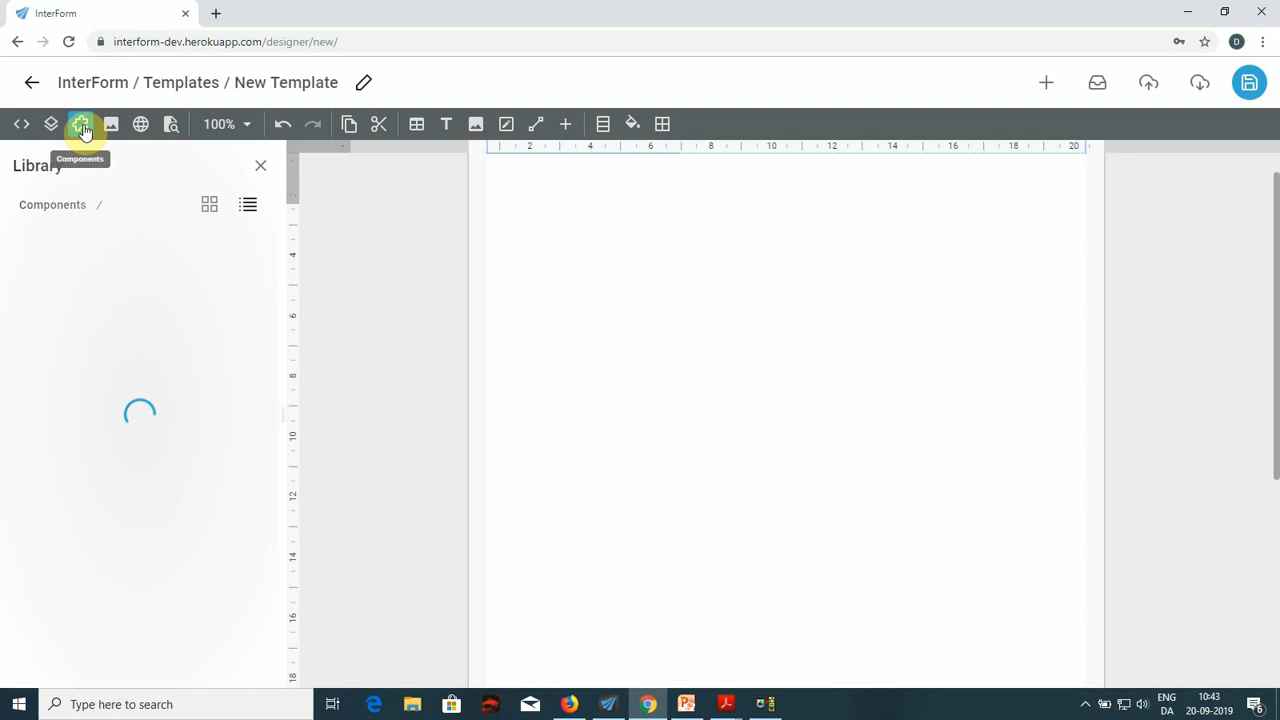 InterForm
interform-dev.herokuapp.com/designer/new/
D
InterForm / Templates / New Template
100%
Components
Library
Components /
2 4 6 8 10 12 14 16 18 20
4
6
8
10
12
14
16
18
Type here to search
ENG
DA
10:43
20-09-2019
6